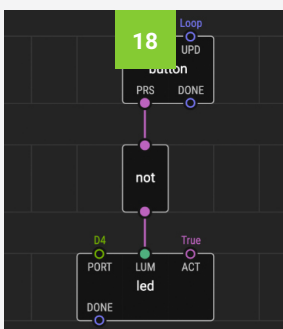 18
Loop
UPD
button
PRS DONE
not
D4 True
PORT LUM ACT
led
DONE